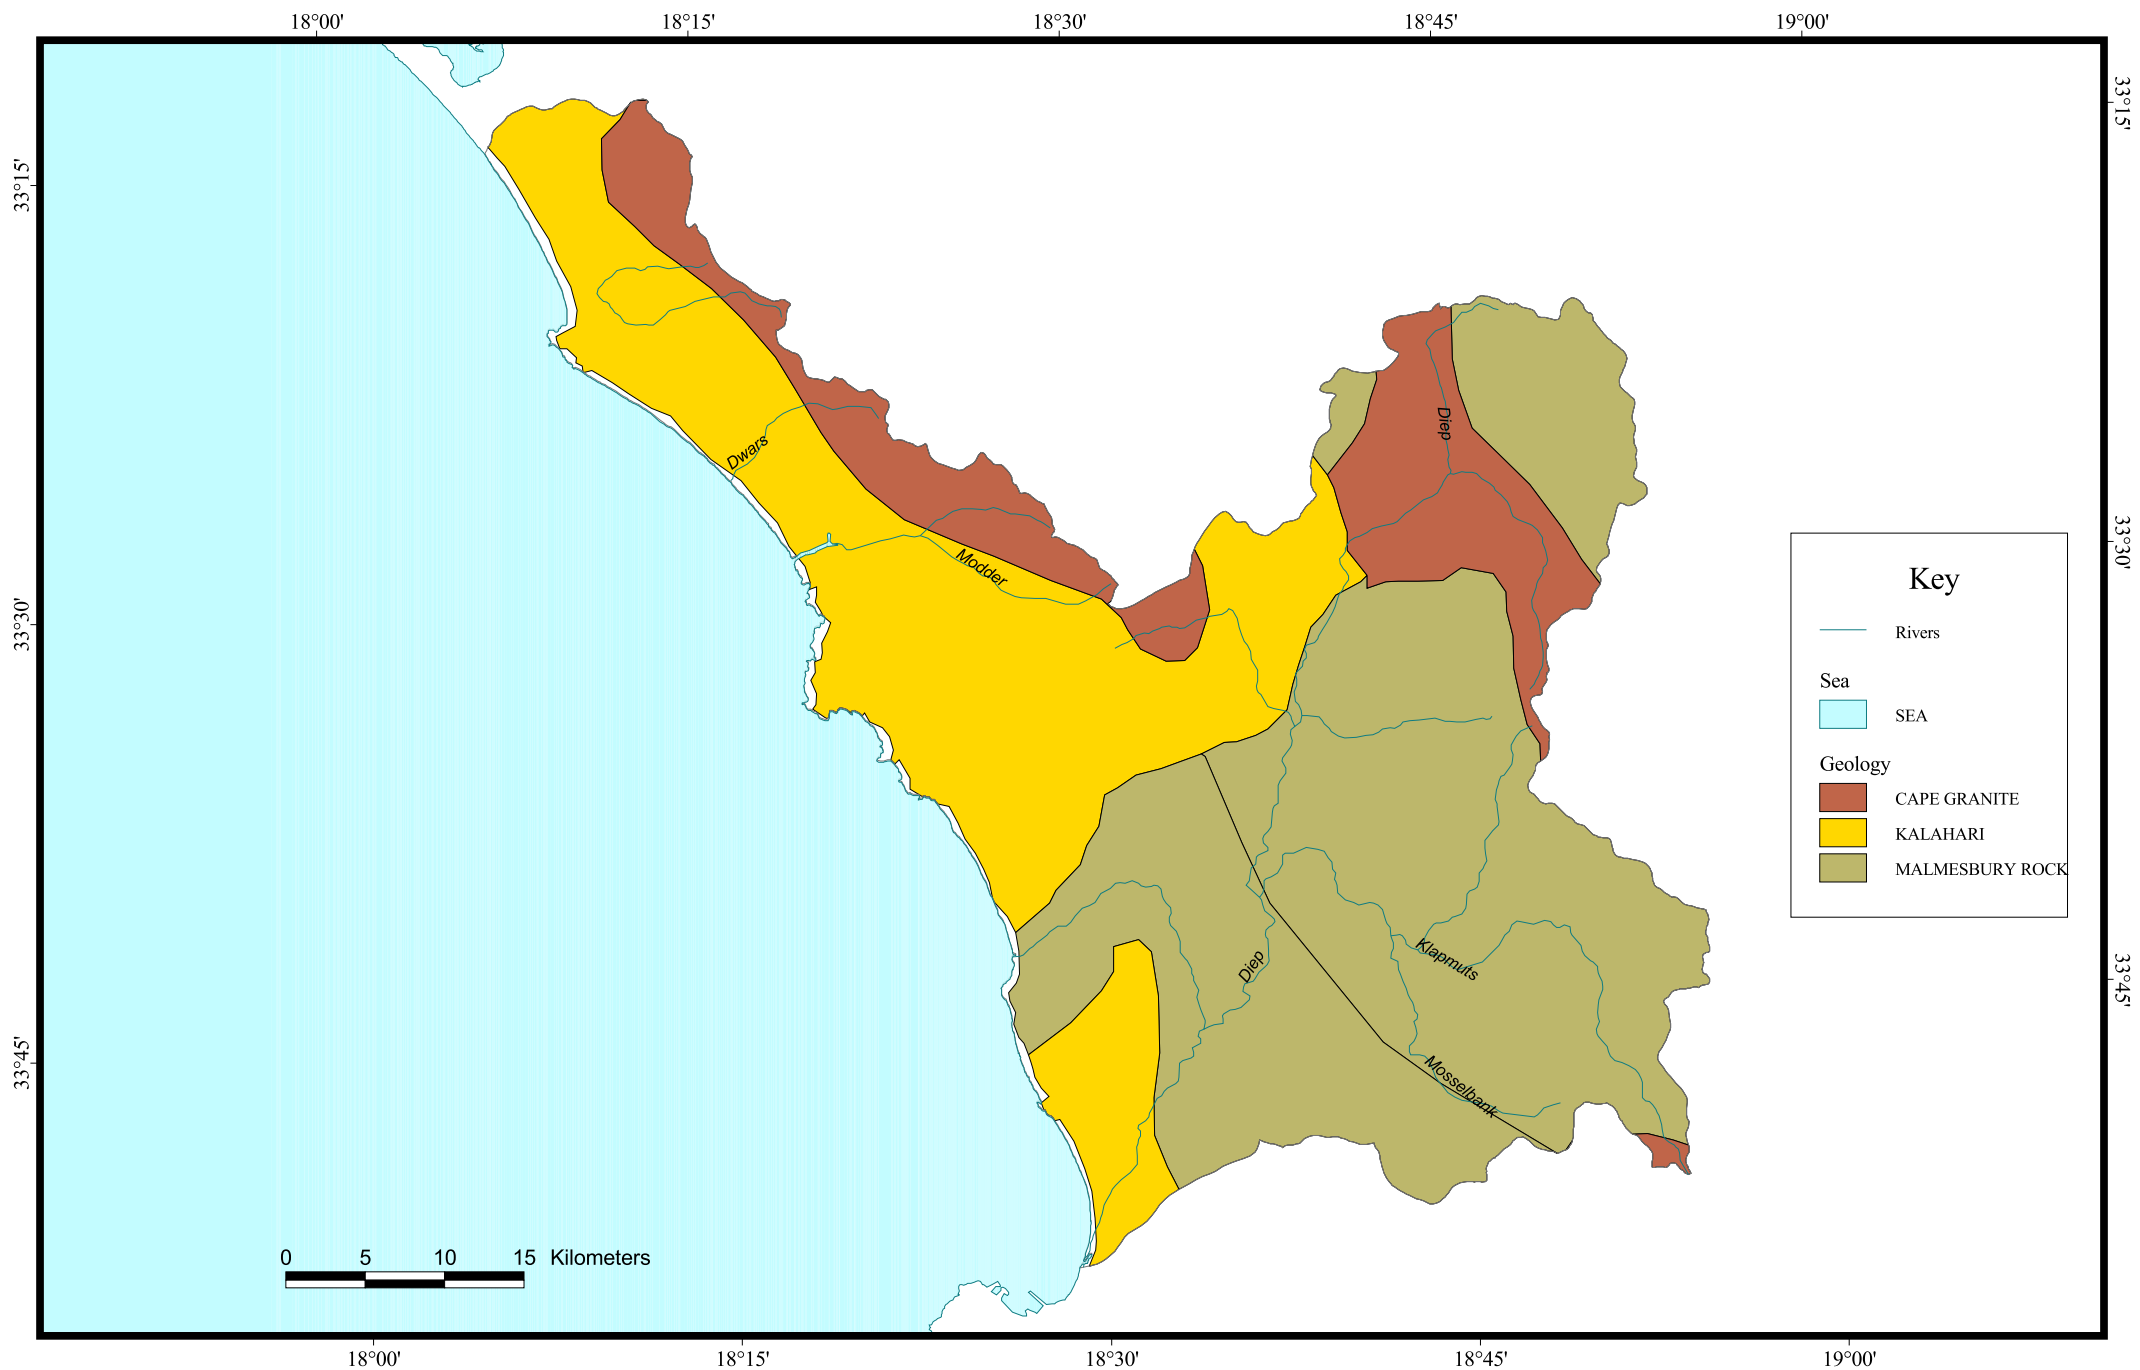 18°00' 18°15' 18°30' 18°45' 19°00'
33°15'
33°15'
Diep
Dwars
33°30'
Modder
Key
33°30'
Rivers
Sea
SEA
Geology
CAPE GRANITE
KALAHARI
MALMESBURY ROCK
Klapmuts
Diep
33°45'
33°45'
Mosselbank
0 5 10 15 Kilometers
18°00' 18°15' 18°30' 18°45' 19°00'